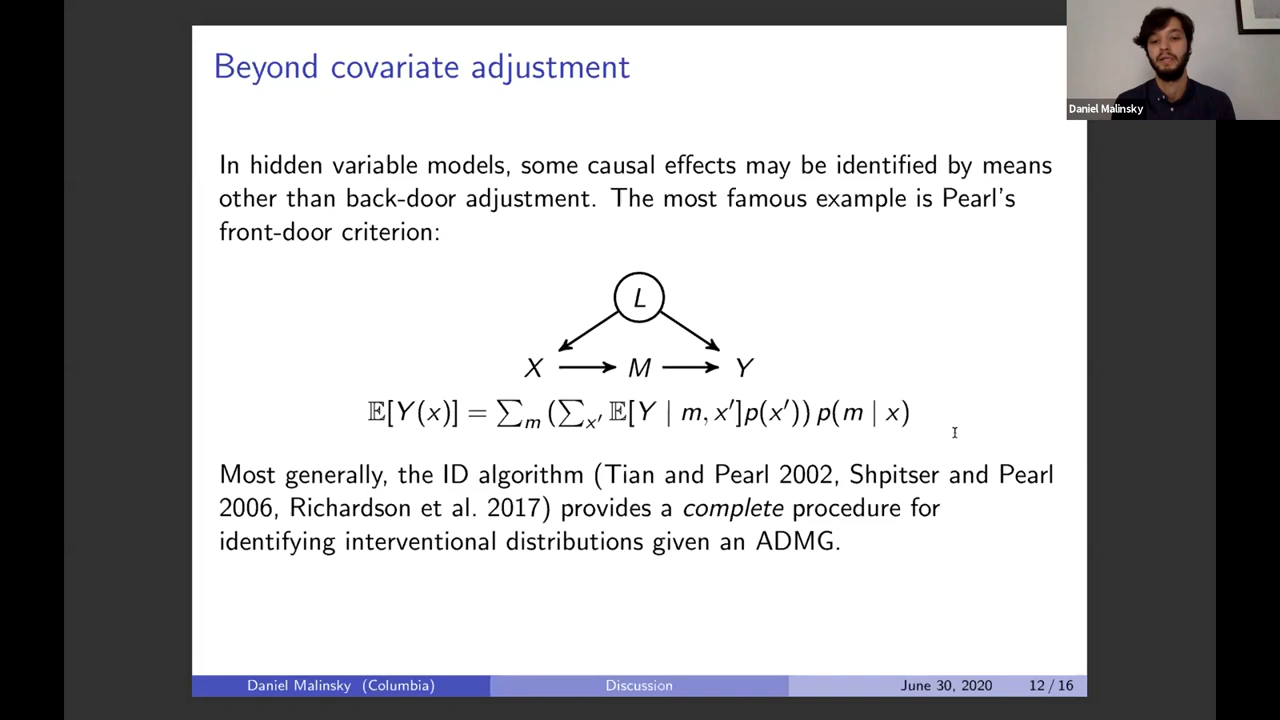 Beyond covariate adjustment
Daniel Malinsky
In hidden variable models, some causal effects may be identified by means
other than back-door adjustment. The most famous example is Pearl's
front-door criterion:
L
X M Y
𝔼[Y(x)] = ∑ₘ (∑ₓ′ 𝔼[Y | m, x′]p(x′)) p(m | x)
Most generally, the ID algorithm (Tian and Pearl 2002, Shpitser and Pearl
2006, Richardson et al. 2017) provides a complete procedure for
identifying interventional distributions given an ADMG.
Daniel Malinsky (Columbia) Discussion June 30, 2020 12 / 16